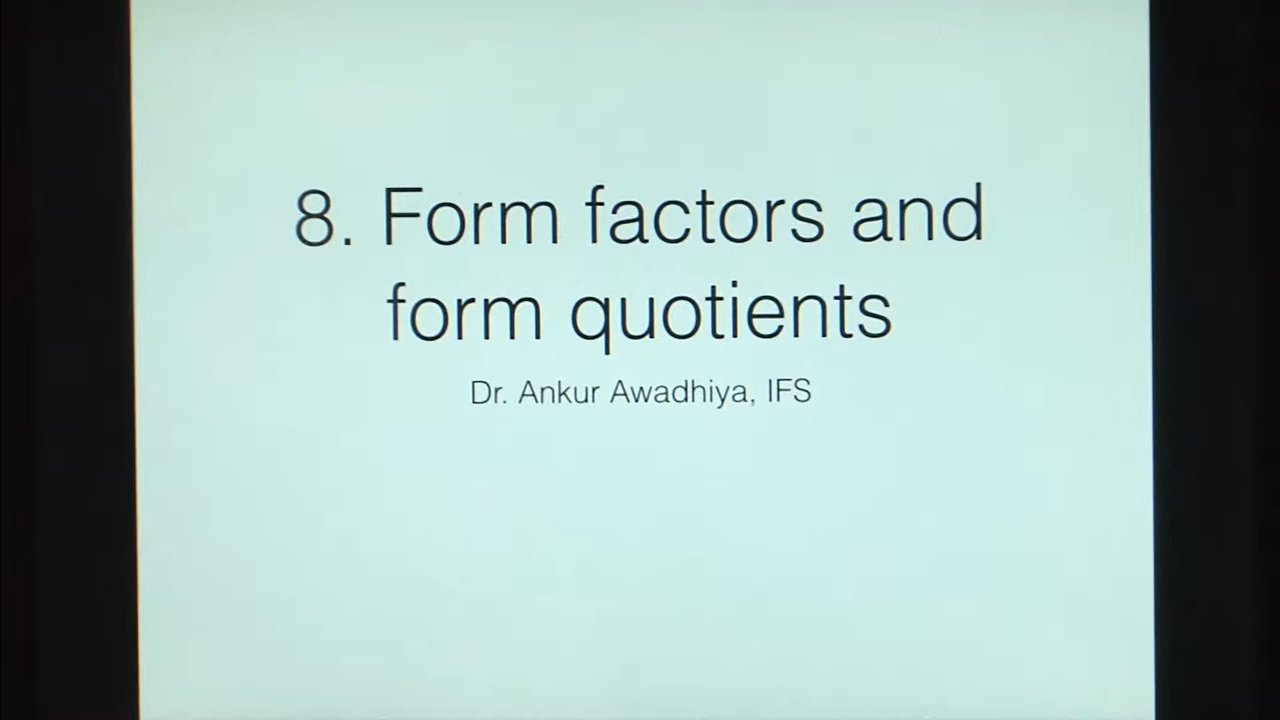 8. Form factors and
form quotients
Dr. Ankur Awadhiya, IFS